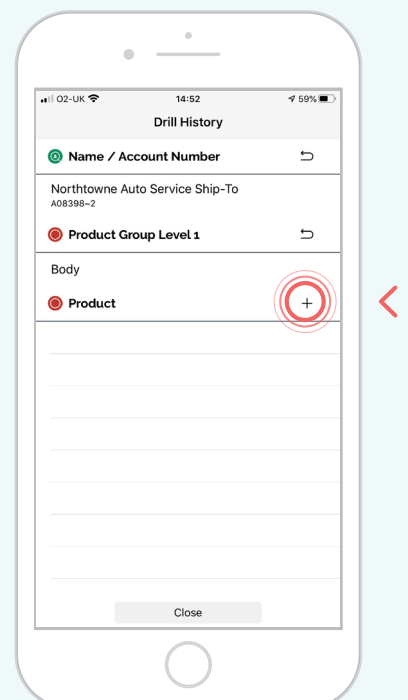 O2-UK 14:52 59%
Drill History
Name / Account Number
Northtowne Auto Service Ship-To
A08398~2
Product Group Level 1
Body
Product +
Close